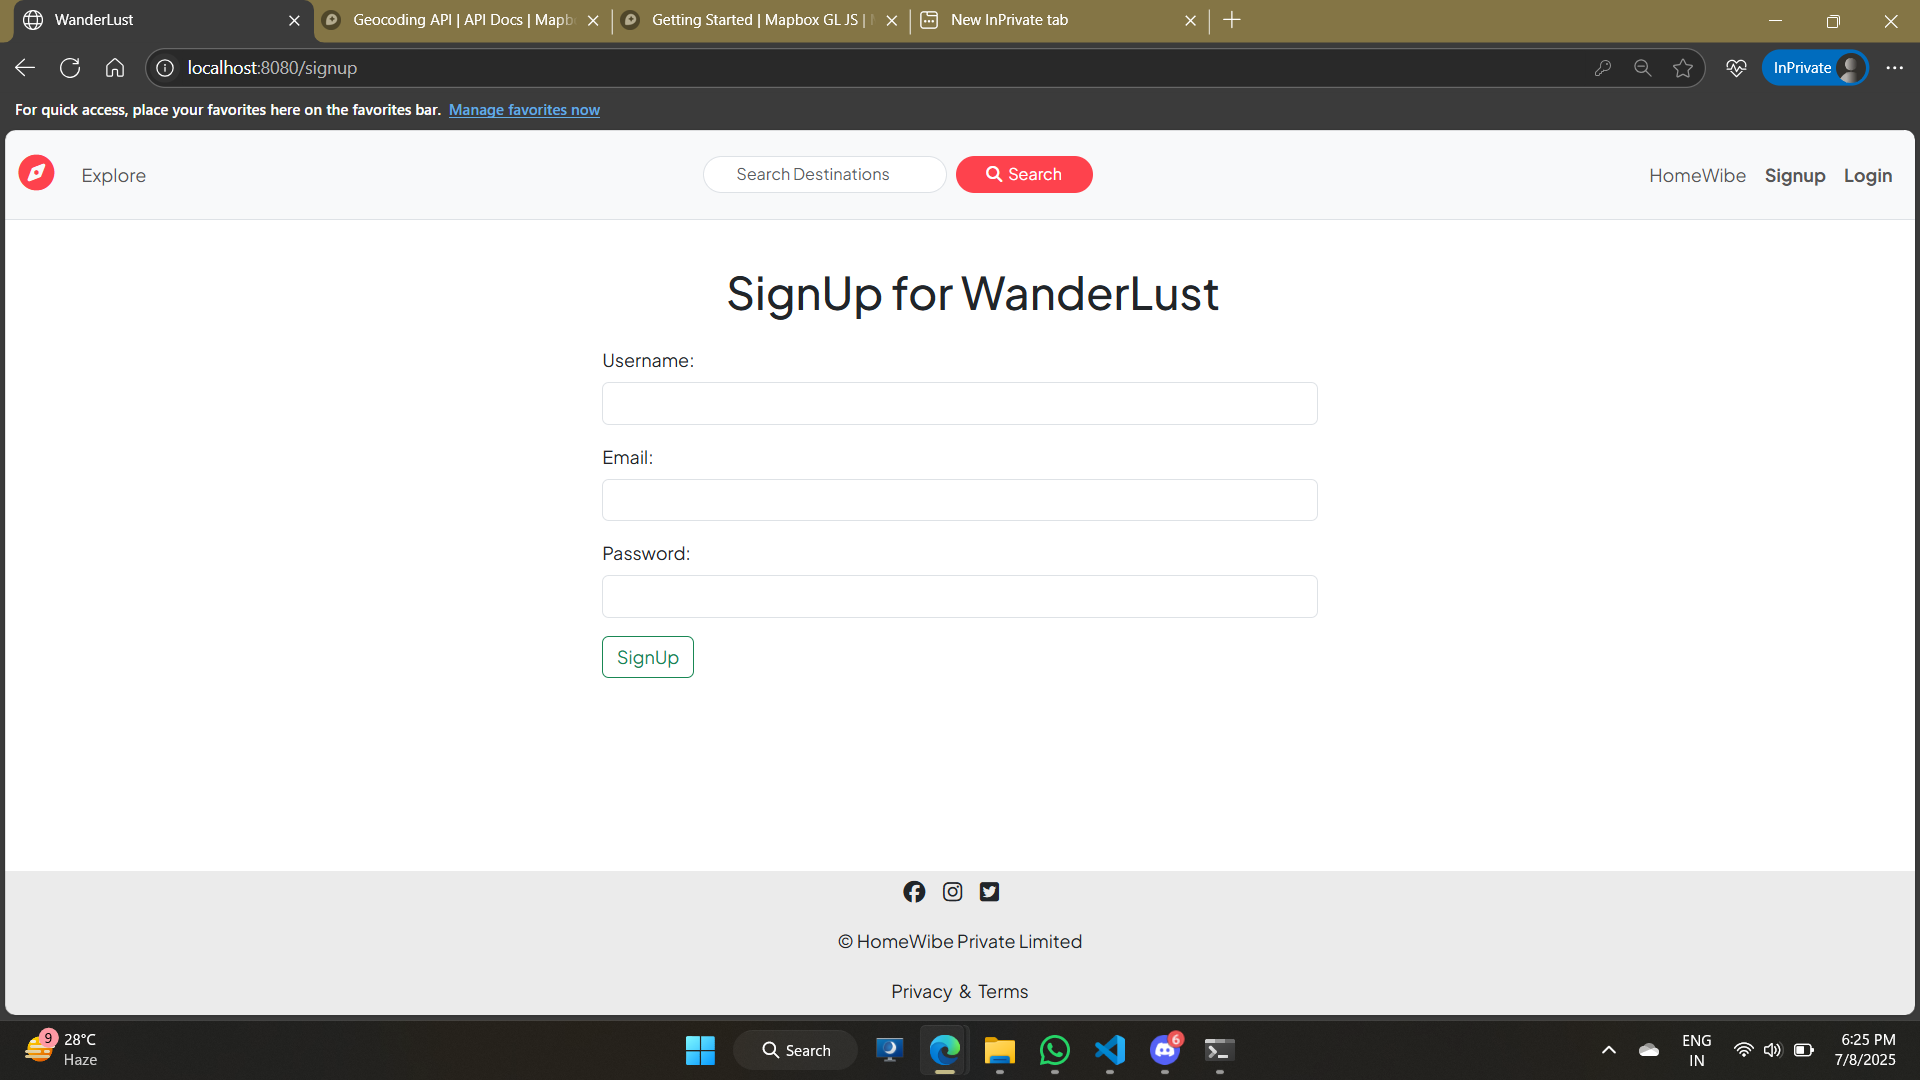 WanderLust
Geocoding API | API Docs | Mapb
Getting Started | Mapbox GL JS |
New InPrivate tab
localhost:8080/signup
InPrivate
For quick access, place your favorites here on the favorites bar. Manage favorites now
Explore
Search Destinations
Search
HomeWibe
Signup
Login
SignUp for WanderLust
Username:
Email:
Password:
SignUp
© HomeWibe Private Limited
Privacy & Terms
9
28°C
Haze
Search
6
ENG
IN
6:25 PM
7/8/2025